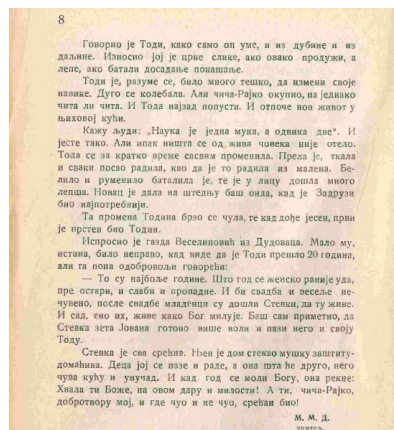 8
Говорио је Тоди, како само он уме, и из дубине и из
даљине. Износио јој је црне слике, ако овако продужи, а
лепе, ако батали досадање понашање.
Тоди је, разуме се, било много тешко, да измени своје
навике. Дуго се колебала. Али чича-Рајко окупио, па једнако
чита ли чита. И Тода најзад попусти. И отпоче нов живот у
њиховој кући.
Кажу људи: „Наука је једна мука, а одвика две“. И
јесте тако. Али ипак ништа се од жива човека није отело.
Тода се за кратко време сасвим променила. Прела је, ткала
и сваки посао радила, као да је то радила из малена. Бе-
лило и руменило баталила је, те је у лицу дошла много
лепша. Новац је дала на штедњу баш онда, кад је Задрузи
био најпотребнији.
Та промена Тодина брзо се чула, те кад дође јесен, први
је прстен био Тодин.
Испросио је газда Веселиновић из Дудоваца. Мало му,
истина, било неправо, кад виде да је Тоди прешло 20 година,
али га попа одобровољи говорећи:
— То су најбоље године. Што год се женско раније уда,
пре остари, и слаби и пропадне. И би свадба и весеље не-
чувено, после свадбе младенци су дошли Стевки, да ту живе.
И сад, ено их, живе како Бог милује. Баш сам приметио, да
Стевка зета Јована готово више воли и пази него и своју
Тоду.
Стевка је сва срећна. Њен је дом стекао мушку заштиту-
домаћина. Деца јој се пазе и раде, а она шта ће друго, него
чува кућу и унучад. И кад год се моли Богу, она рекне:
Хвала ти Боже, на овом дару и милости! А ти, чича-Рајко,
добротвору мој, и где чуо и не чуо, срећан био!
М. М. Д.
учитељ.